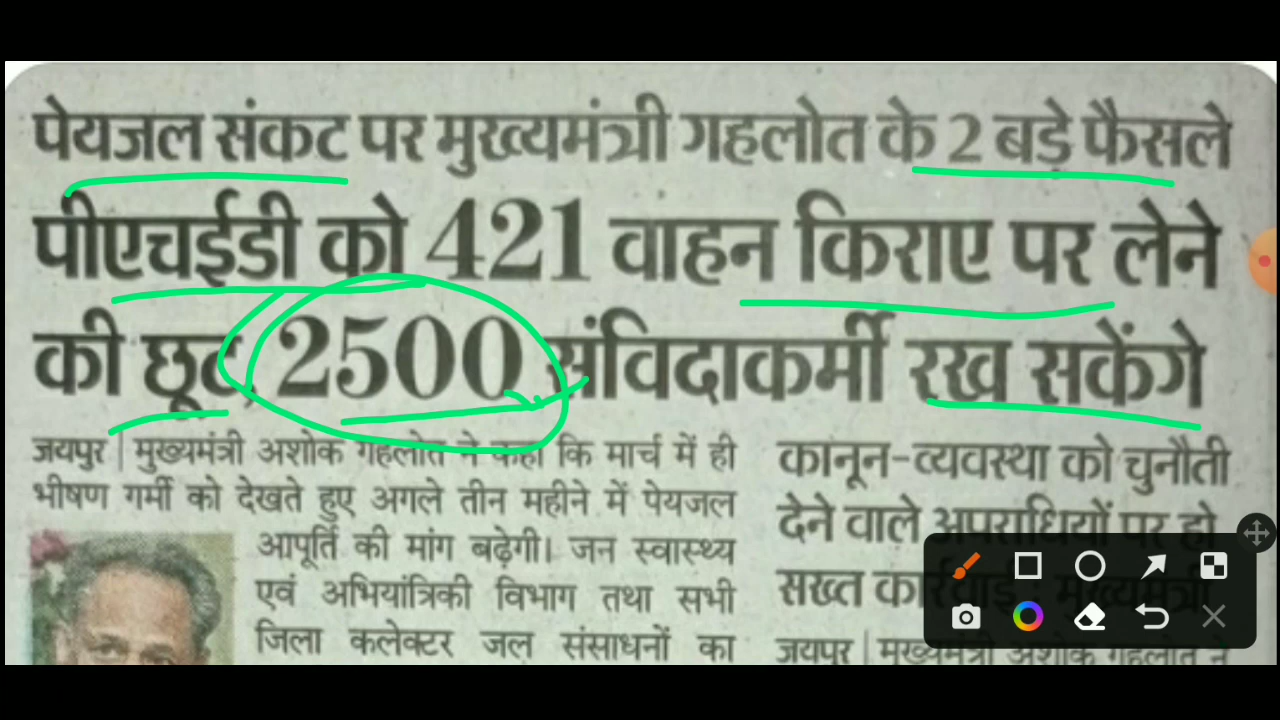 पेयजल संकट पर मुख्यमंत्री गहलोत के 2 बड़े फैसले
पीएचईडी को 421 वाहन किराए पर लेने
की छूट, 2500 संविदाकर्मी रख सकेंगे
जयपुर | मुख्यमंत्री अशोक गहलोत ने कहा कि मार्च में ही
भीषण गर्मी को देखते हुए अगले तीन महीने में पेयजल
आपूर्ति की मांग बढ़ेगी। जन स्वास्थ्य
एवं अभियांत्रिकी विभाग तथा सभी
जिला कलेक्टर जल संसाधनों का
कानून-व्यवस्था को चुनौती
देने वाले अपराधियों पर हो
सख्त कार्रवाई : मुख्यमंत्री
जयपुर | मुख्यमंत्री अशोक गहलोत ने